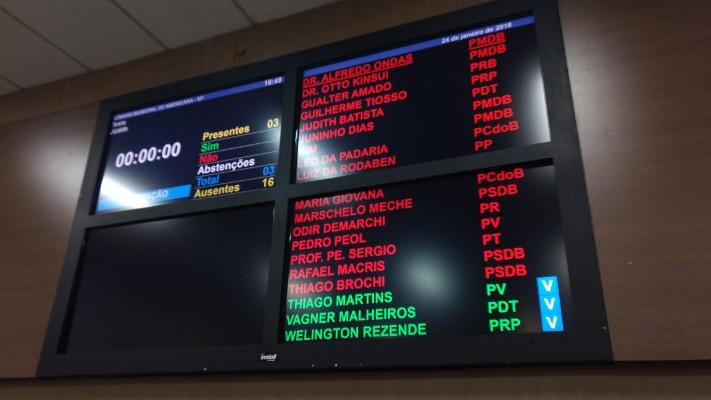 18:49
CÂMARA MUNICIPAL DE AMERICANA - SP
Teste
Judith
00:00:00
Presentes 03
Sim
Não
Abstenções
Total 03
Ausentes 16
24 de janeiro de 2018
DR. ALFREDO ONDAS PMDB
DR. OTTO KINSUI PMDB
GUALTER AMADO PRB
GUILHERME TIOSSO PRP
JUDITH BATISTA PDT
JUNINHO DIAS PMDB
KIM PMDB
LEO DA PADARIA PCdoB
LUIZ DA RODABEN PP
MARIA GIOVANA PCdoB
MARSCHELO MECHE PSDB
ODIR DEMARCHI PR
PEDRO PEOL PV
PROF. PE. SERGIO PT
RAFAEL MACRIS PSDB
THIAGO BROCHI PSDB
THIAGO MARTINS PV V
VAGNER MALHEIROS PDT V
WELINGTON REZENDE PRP V